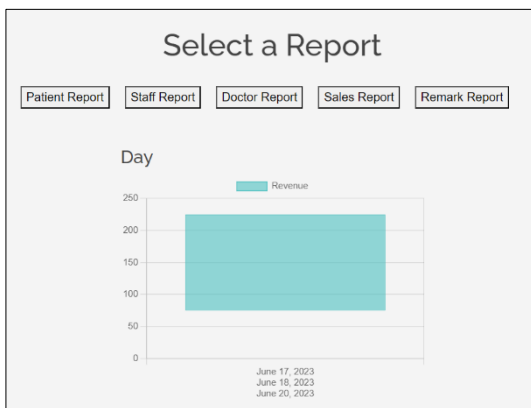 Select a Report
Patient Report Staff Report Doctor Report Sales Report Remark Report
Day
Revenue
250
200
150
100
50
0
June 17, 2023
June 18, 2023
June 20, 2023